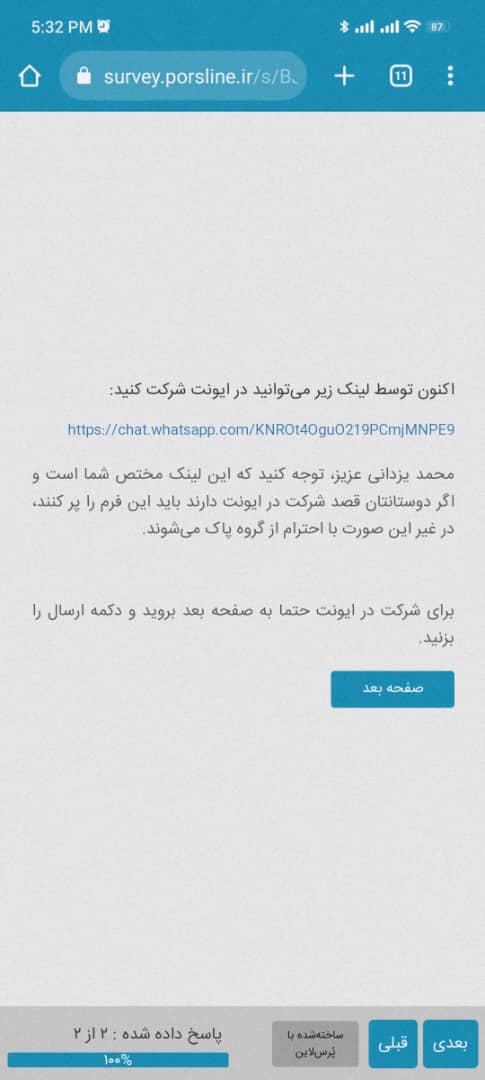 5:32 PM
87
survey.porsline.ir/s/B
11
اکنون توسط لینک زیر می‌توانید در ایونت شرکت کنید:
https://chat.whatsapp.com/KNROt4OguO219PCmjMNPE9
محمد یزدانی عزیز، توجه کنید که این لینک مختص شما است و
اگر دوستانتان قصد شرکت در ایونت دارند باید این فرم را پر کنند،
در غیر این صورت با احترام از گروه پاک می‌شوند.
برای شرکت در ایونت حتما به صفحه بعد بروید و دکمه ارسال را
بزنید.
صفحه بعد
بعدی
قبلی
ساخته‌شده با
پُرس‌لاین
پاسخ داده شده : ۲ از ۲
۱۰۰%